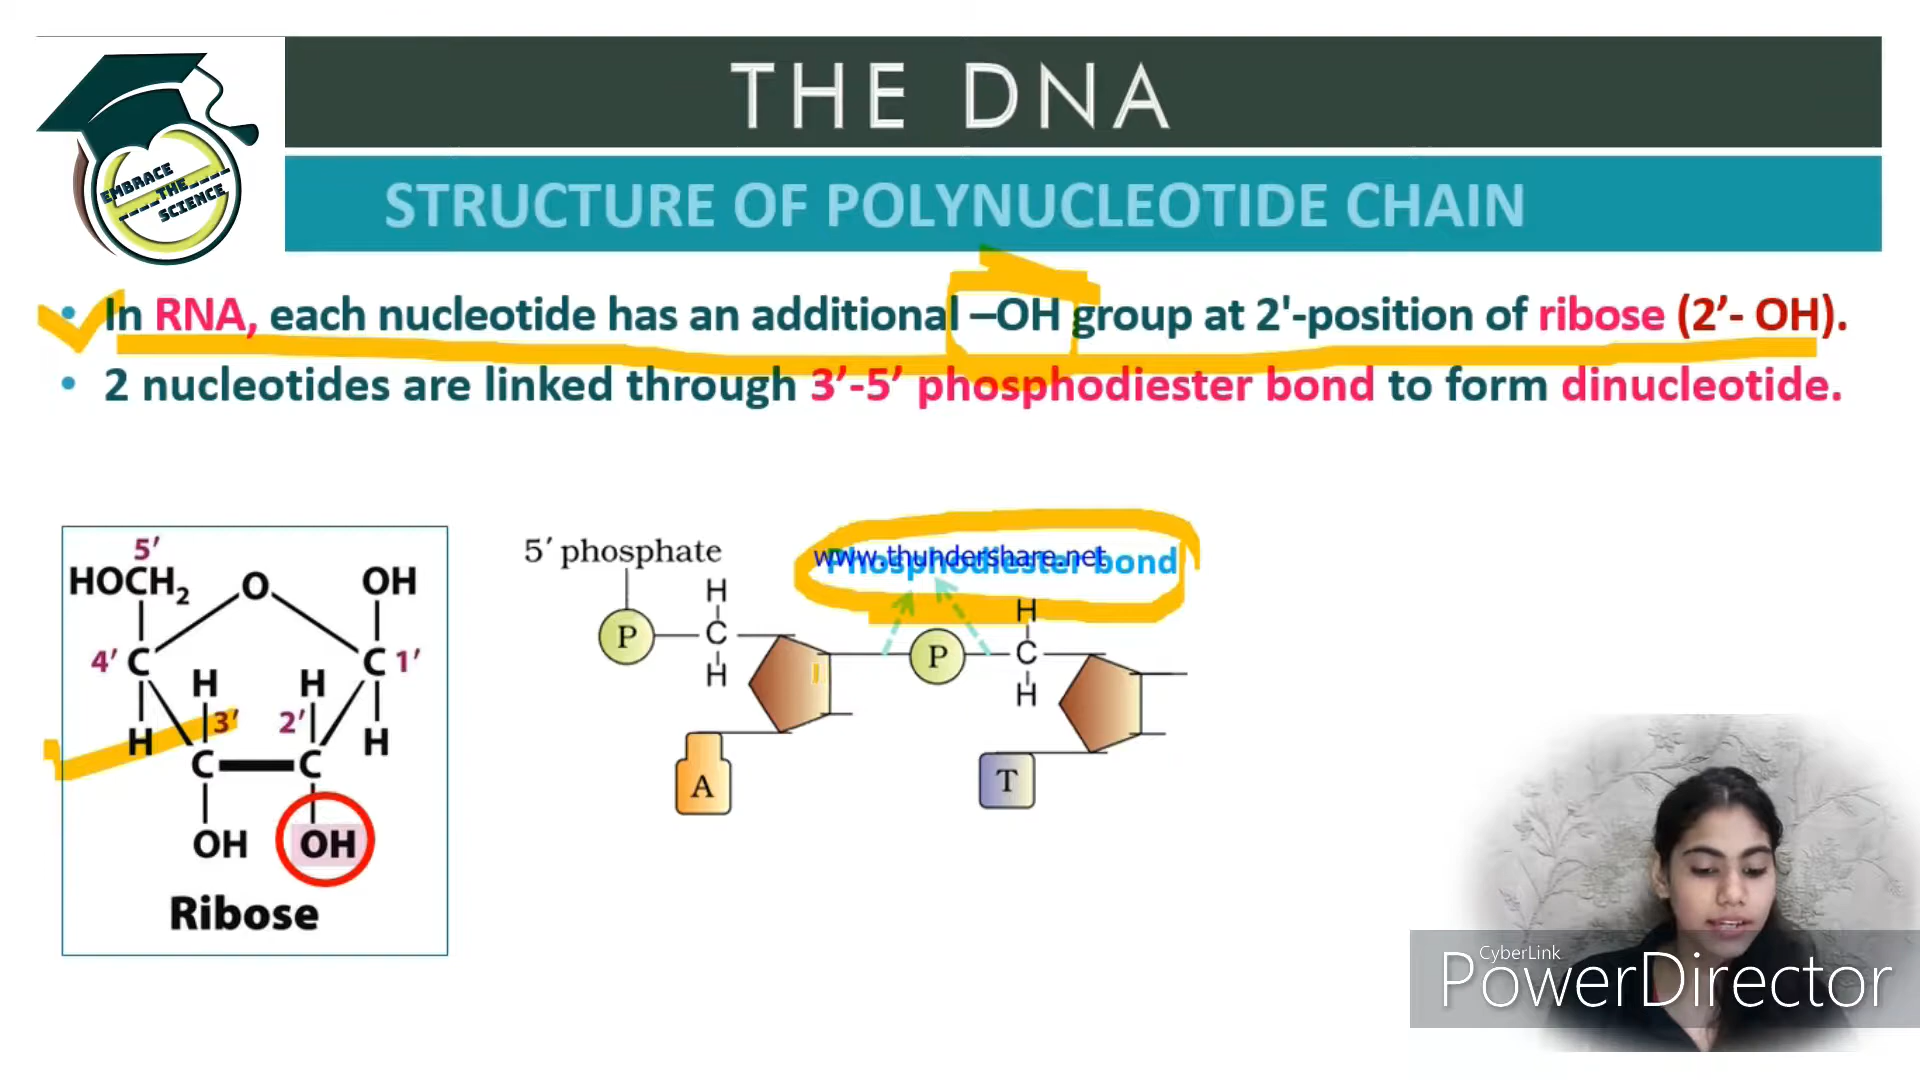 THE DNA
EMBRACE
THE
SCIENCE
STRUCTURE OF POLYNUCLEOTIDE CHAIN
• In RNA, each nucleotide has an additional –OH group at 2'-position of ribose (2’- OH).
• 2 nucleotides are linked through 3’-5’ phosphodiester bond to form dinucleotide.
5′ phosphate
www.thundershare.net
Phosphodiester bond
5′
HOCH2
O
OH
4′ C
C 1′
H
H
3′
2′
H
H
C
C
OH
OH
Ribose
H
P
C
H
H
P
C
H
A
T
CyberLink
PowerDirector